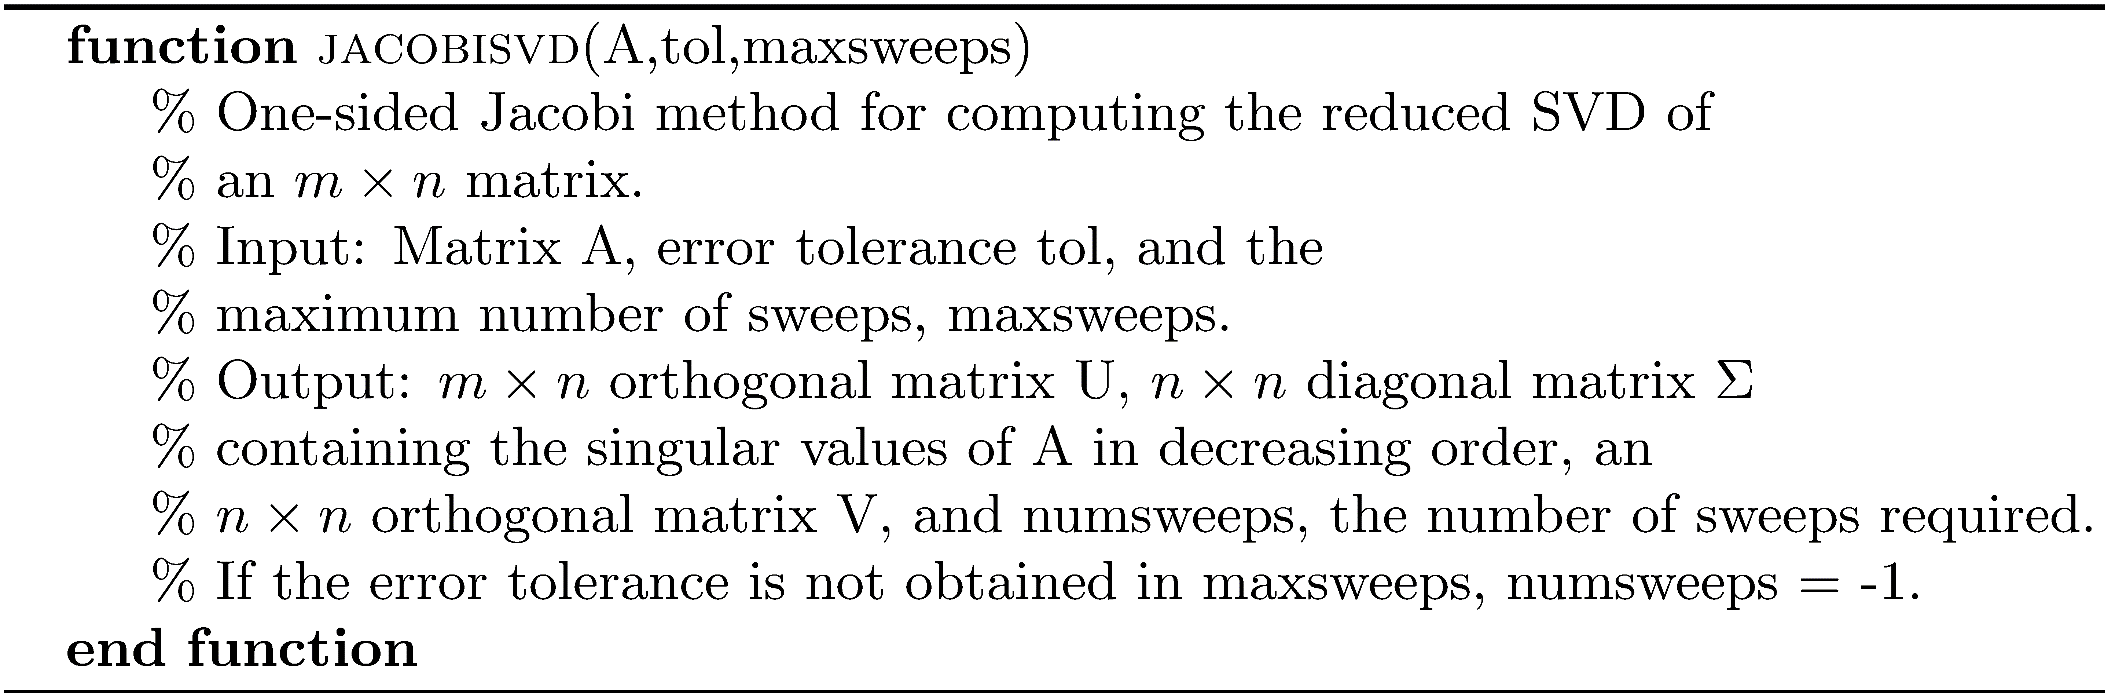 function JACOBISVD(A,tol,maxsweeps)
% One-sided Jacobi method for computing the reduced SVD of
% an m × n matrix.
% Input: Matrix A, error tolerance tol, and the
% maximum number of sweeps, maxsweeps.
% Output: m × n orthogonal matrix U, n × n diagonal matrix Σ
% containing the singular values of A in decreasing order, an
% n × n orthogonal matrix V, and numsweeps, the number of sweeps required.
% If the error tolerance is not obtained in maxsweeps, numsweeps = -1.
end function